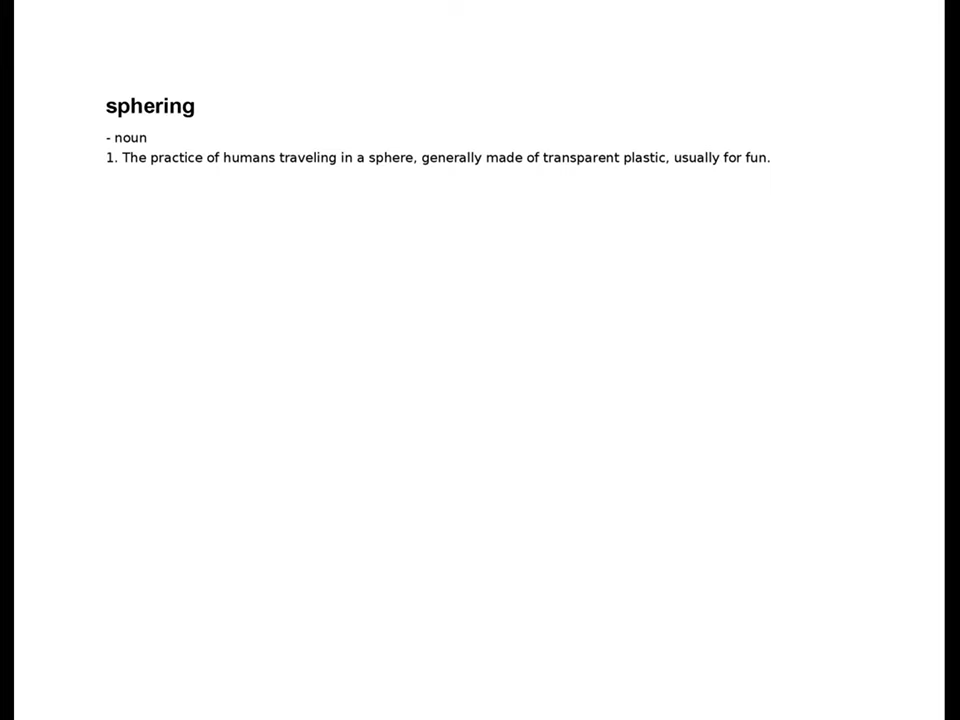 sphering
- noun
1. The practice of humans traveling in a sphere, generally made of transparent plastic, usually for fun.